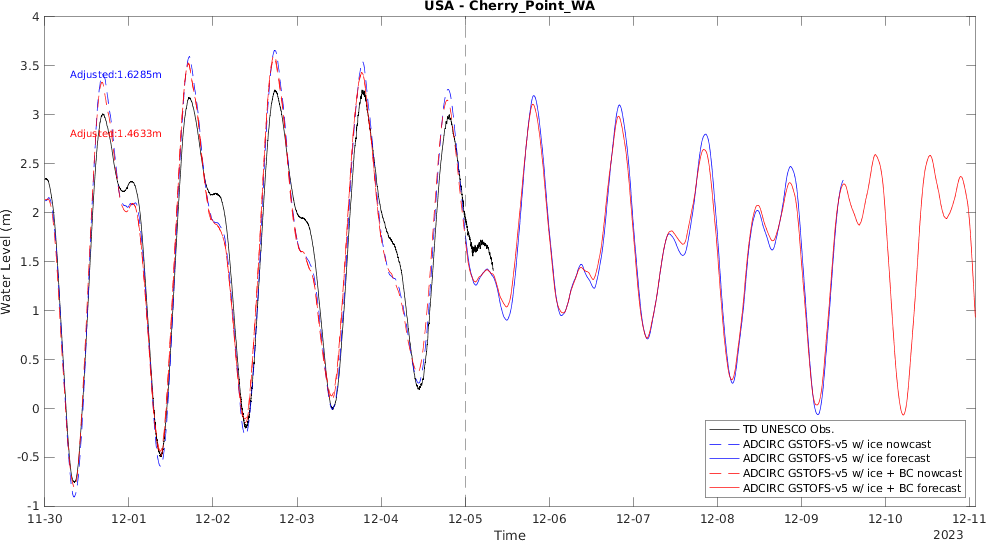 USA - Cherry_Point_WA
4
3.5
3
2.5
2
1.5
1
0.5
0
-0.5
-1
Water Level (m)
Adjusted:1.6285m
Adjusted:1.4633m
TD UNESCO Obs.
ADCIRC GSTOFS-v5 w/ ice nowcast
ADCIRC GSTOFS-v5 w/ ice forecast
ADCIRC GSTOFS-v5 w/ice + BC nowcast
ADCIRC GSTOFS-v5 w/ice + BC forecast
11-30 12-01 12-02 12-03 12-04 12-05 12-06 12-07 12-08 12-09 12-10 12-11
Time
2023